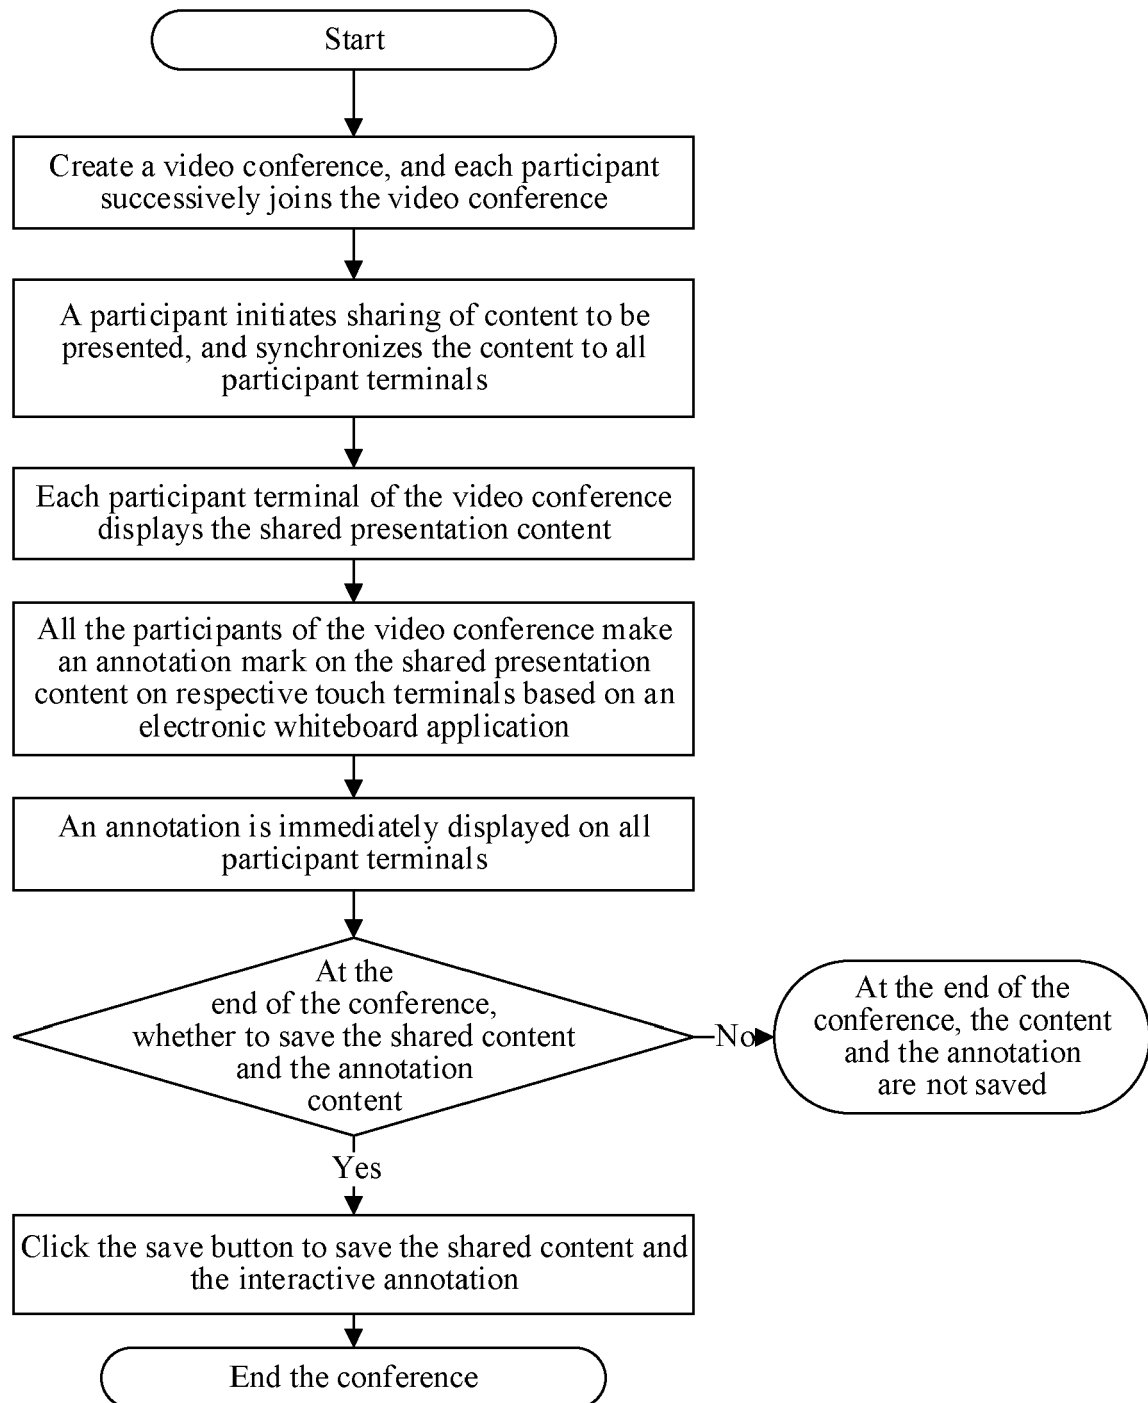 Start
Create a video conference, and each participant
successively joins the video conference
A participant initiates sharing of content to be
presented, and synchronizes the content to all
participant terminals
Each participant terminal of the video conference
displays the shared presentation content
All the participants of the video conference make
an annotation mark on the shared presentation
content on respective touch terminals based on an
electronic whiteboard application
An annotation is immediately displayed on all
participant terminals
At the
end of the conference,
whether to save the shared content
and the annotation
content
No
At the end of the
conference, the content
and the annotation
are not saved
Yes
Click the save button to save the shared content and
the interactive annotation
End the conference